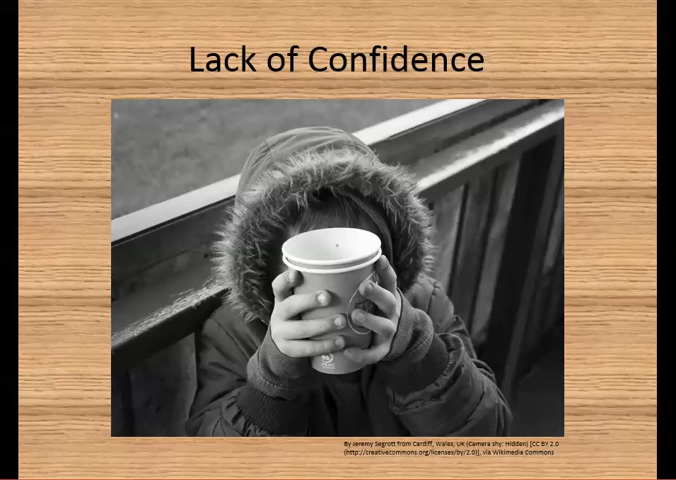 Lack of Confidence
By Jeremy Segrott from Cardiff, Wales, UK (Camera shy: Hidden) [CC BY 2.0
(http://creativecommons.org/licenses/by/2.0)], via Wikimedia Commons